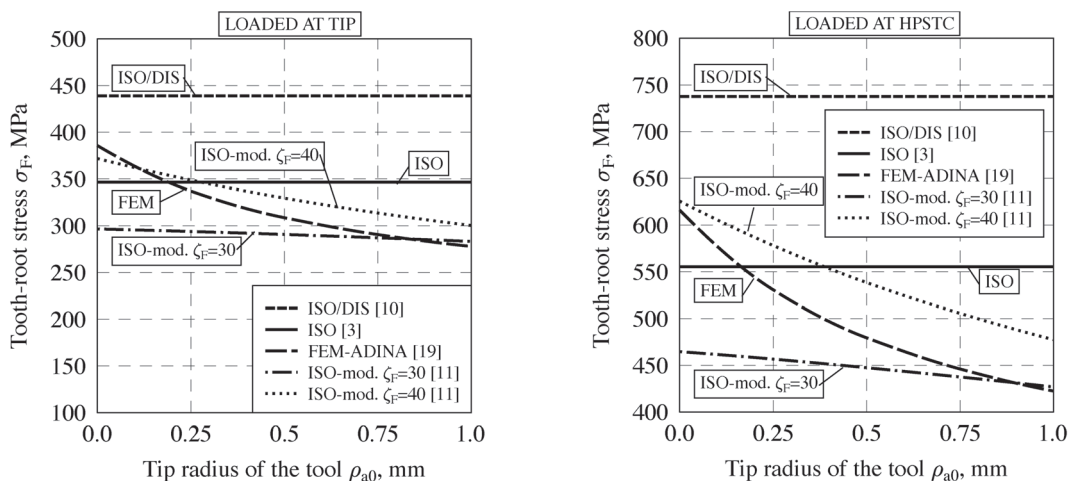 LOADED AT TIP
Tooth-root stress σF, MPa
500
450
400
350
300
250
200
150
100
ISO/DIS
ISO-mod. ζF=40
ISO
FEM
ISO-mod. ζF=30
ISO/DIS [10]
ISO [3]
FEM-ADINA [19]
ISO-mod. ζF=30 [11]
ISO-mod. ζF=40 [11]
0.0 0.25 0.5 0.75 1.0
Tip radius of the tool ρa0, mm
LOADED AT HPSTC
Tooth-root stress σF, MPa
800
750
700
650
600
550
500
450
400
ISO/DIS
ISO/DIS [10]
ISO [3]
FEM-ADINA [19]
ISO-mod. ζF=30 [11]
ISO-mod. ζF=40 [11]
ISO-mod. ζF=40
FEM
ISO
ISO-mod. ζF=30
0.0 0.25 0.5 0.75 1.0
Tip radius of the tool ρa0, mm